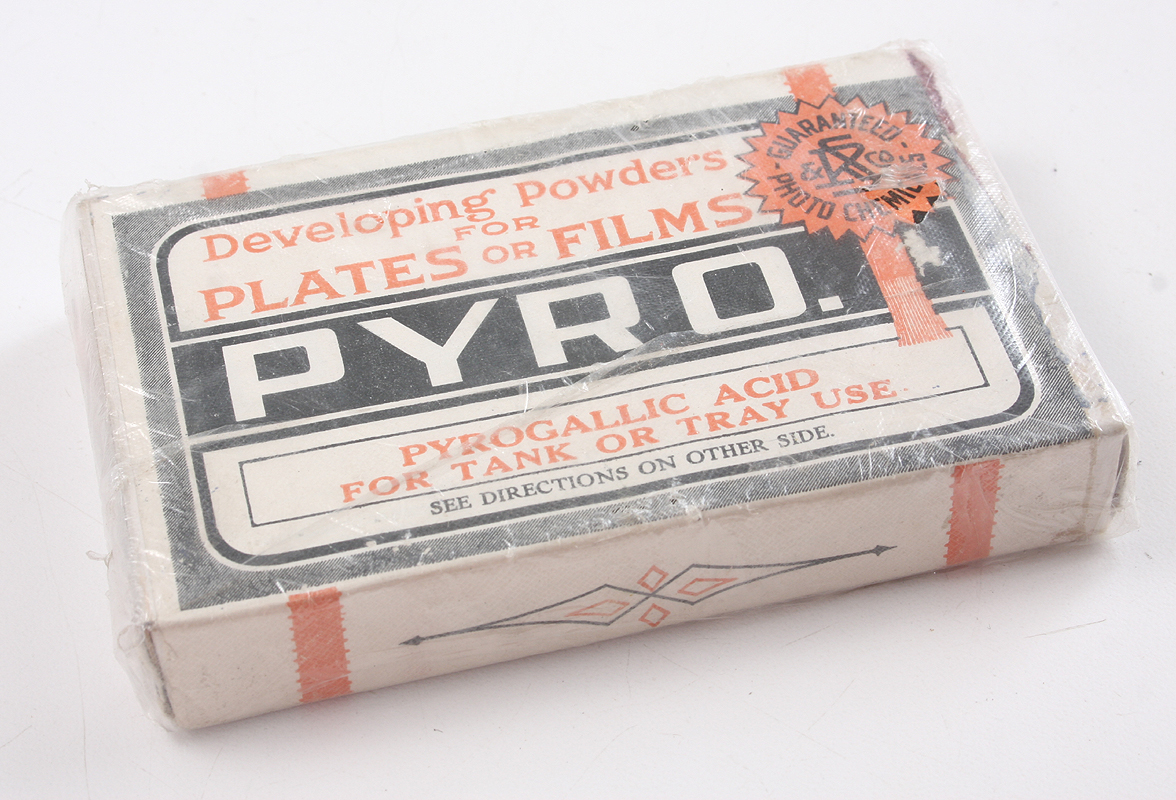 Developing Powders
FOR
PLATES OR FILMS
PYRO.
PYROGALLIC ACID
FOR TANK OR TRAY USE
SEE DIRECTIONS ON OTHER SIDE.
GUARANTEED
& Co
PHOTO CHEMIC